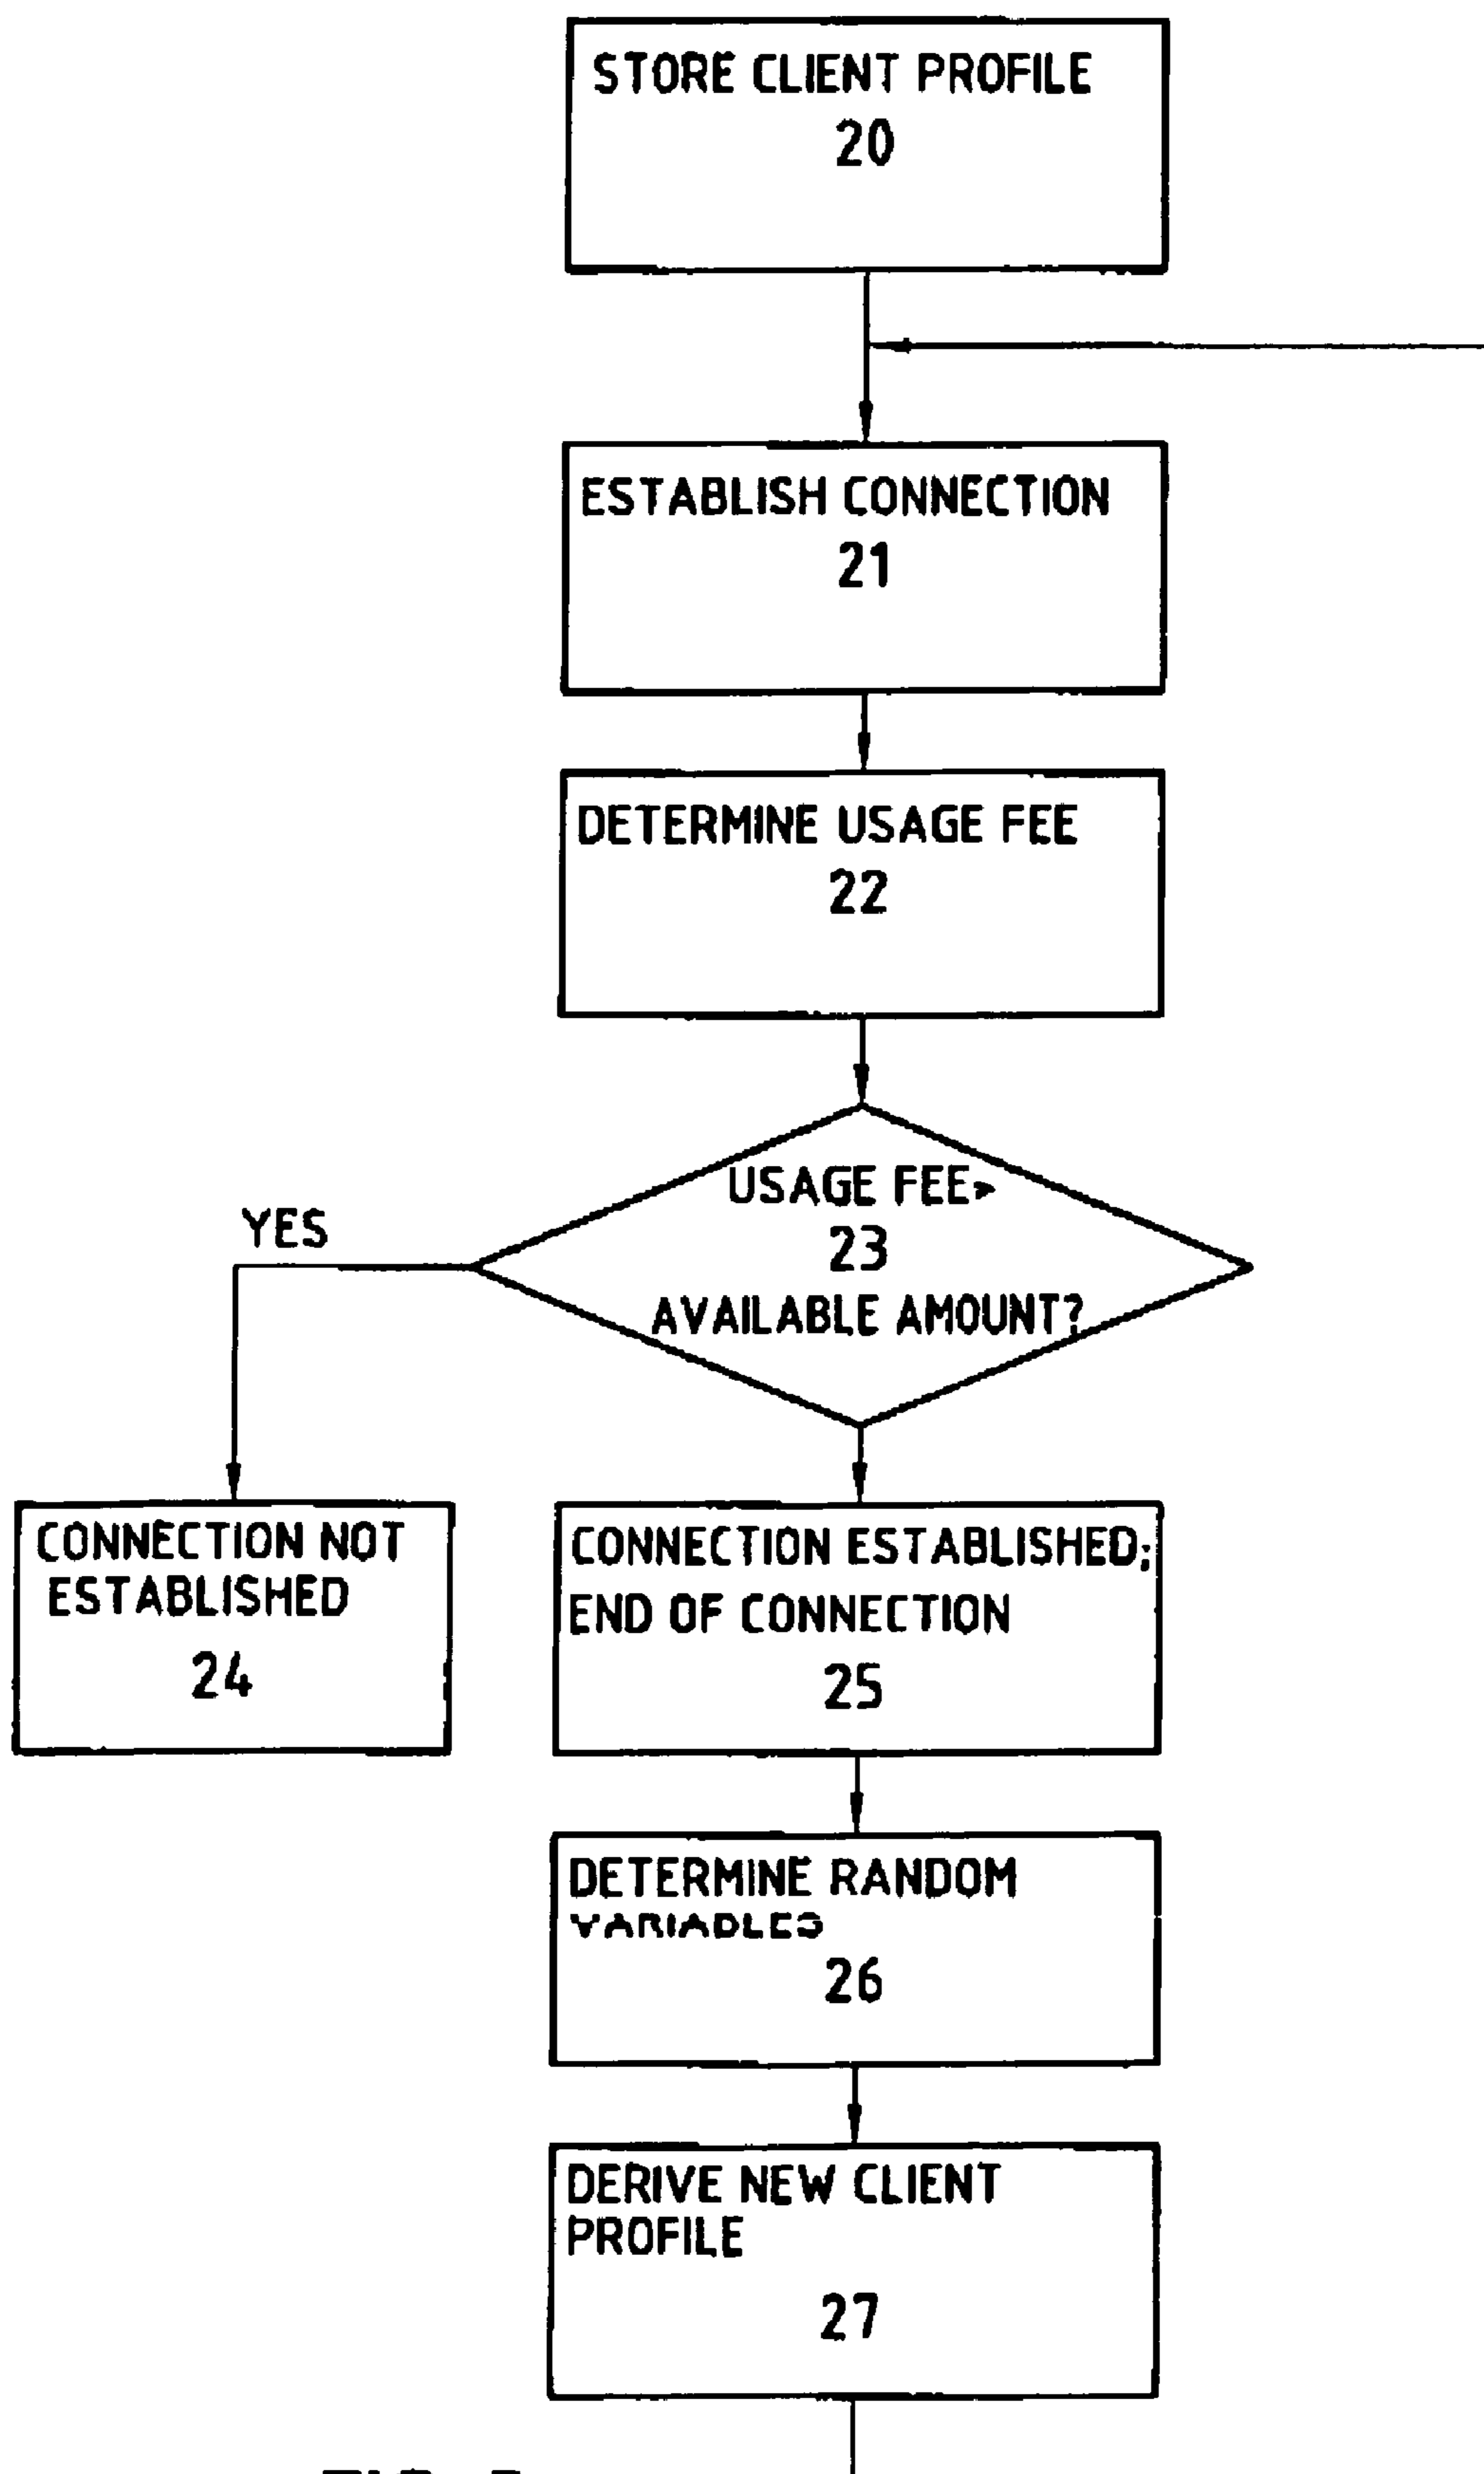 STORE CLIENT PROFILE
20
ESTABLISH CONNECTION
21
DETERMINE USAGE FEE
22
USAGE FEE>
23
AVAILABLE AMOUNT?
YES
CONNECTION NOT
ESTABLISHED
24
CONNECTION ESTABLISHED;
END OF CONNECTION
25
DETERMINE RANDOM
VARIABLES
26
DERIVE NEW CLIENT
PROFILE
27